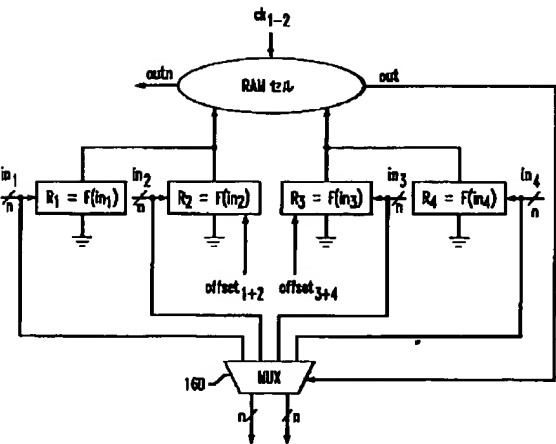 ck1-2
outn
RAM セル
out
in1
in2
in3
in4
n
R1 = F(in1)
n
R2 = F(in2)
R3 = F(in3)
n
R4 = F(in4)
n
offset1+2
offset3+4
160
MUX
n
n